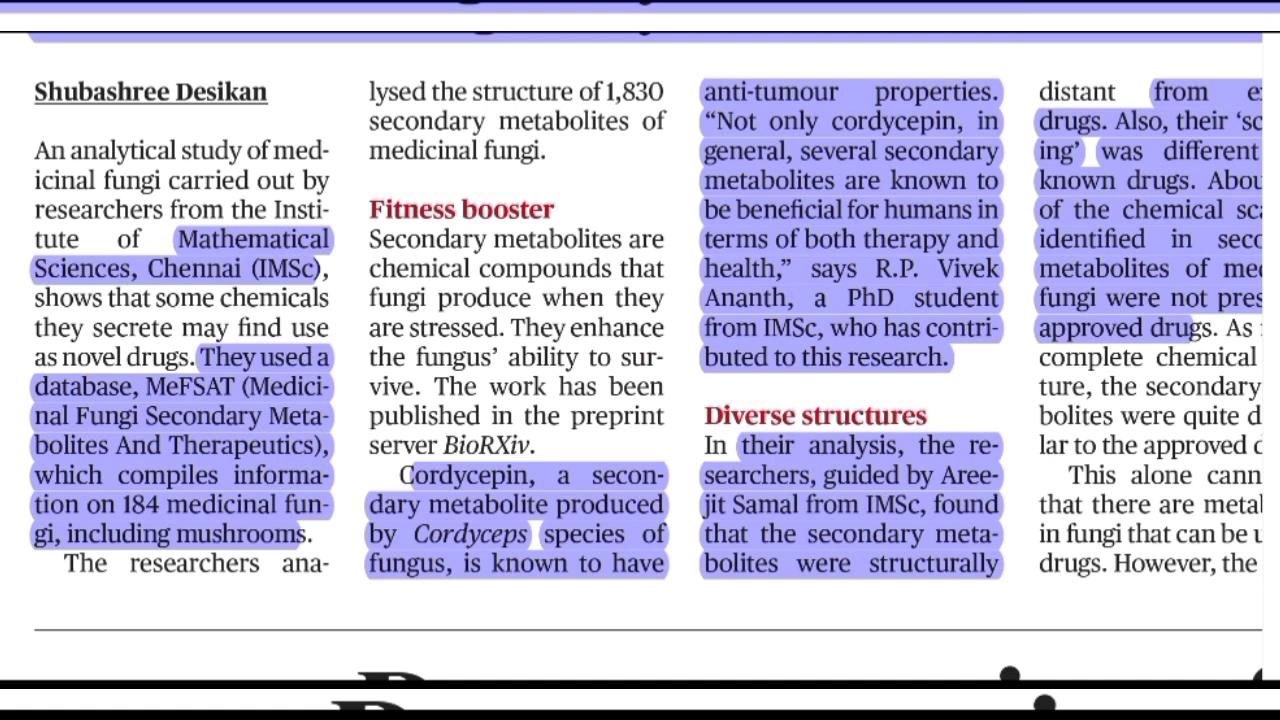 Shubashree Desikan
An analytical study of med-
icinal fungi carried out by
researchers from the Insti-
tute of Mathematical
Sciences, Chennai (IMSc),
shows that some chemicals
they secrete may find use
as novel drugs. They used a
database, MeFSAT (Medici-
nal Fungi Secondary Meta-
bolites And Therapeutics),
which compiles informa-
tion on 184 medicinal fun-
gi, including mushrooms.
The researchers ana-
lysed the structure of 1,830
secondary metabolites of
medicinal fungi.
Fitness booster
Secondary metabolites are
chemical compounds that
fungi produce when they
are stressed. They enhance
the fungus’ ability to sur-
vive. The work has been
published in the preprint
server BioRXiv.
Cordycepin, a secon-
dary metabolite produced
by Cordyceps species of
fungus, is known to have
anti-tumour properties.
“Not only cordycepin, in
general, several secondary
metabolites are known to
be beneficial for humans in
terms of both therapy and
health,” says R.P. Vivek
Ananth, a PhD student
from IMSc, who has contri-
buted to this research.
Diverse structures
In their analysis, the re-
searchers, guided by Aree-
jit Samal from IMSc, found
that the secondary meta-
bolites were structurally
distant from
drugs. Also, their
ing’ was different
known drugs.
of the chemical
identified in
metabolites of
fungi were not
approved drugs. As
complete chemical
ture, the secondary
bolites were quite
lar to the approved
This alone
that there are
in fungi that can be
drugs. However, the